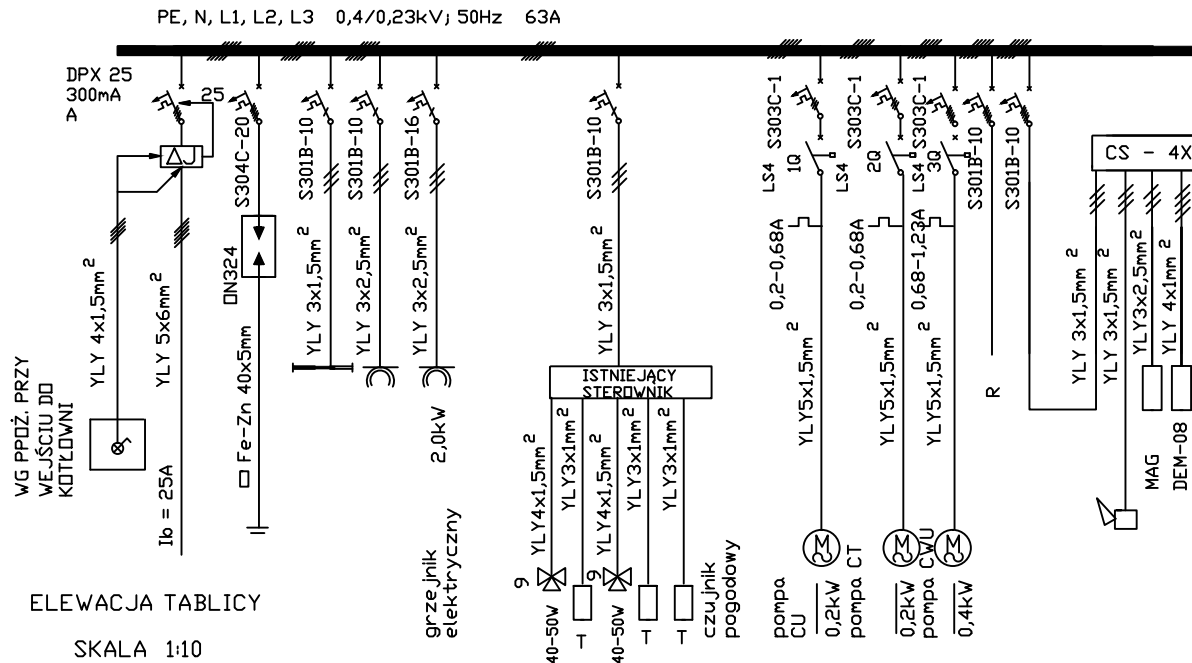 PE, N, L1, L2, L3 0,4/0,23kV; 50Hz 63A
DPX 25
300mA
A
25
ΔJ
S304C-20
S301B-10
S301B-10
S301B-16
S301B-10
S303C-1
S303C-1
S303C-1
S301B-10
S301B-10
LS4
1Q
LS4
2Q
LS4
3Q
CS - 4X
0,2-0,68A
0,2-0,68A
0,68-1,23A
YLY 4x1,5mm²
YLY 5x6mm²
ON324
YLY 3x1,5mm²
YLY 3x2,5mm²
YLY 3x2,5mm²
YLY 3x1,5mm²
YLY5x1,5mm²
YLY5x1,5mm²
YLY5x1,5mm²
YLY 3x1,5mm²
YLY 3x1,5mm²
YLY3x2,5mm²
YLY 4x1mm²
WG PPOŻ. PRZY
WEJŚCIU DO
KOTŁOWNI
Ib = 25A
Fe-Zn 40x5mm
2,0kW
grzejnik
elektryczny
ISTNIEJĄCY
STEROWNIK
YLY4x1,5mm²
YLY3x1mm²
YLY4x1,5mm²
YLY3x1mm²
YLY3x1mm²
9
40-50W
T
9
40-50W
T
T
czujnik
pogodowy
R
MAG
DEM-08
M
M
M
pompa
CU
0,2kW
pompa CT
0,2kW
pompa CWU
0,4kW
ELEWACJA TABLICY
SKALA 1:10